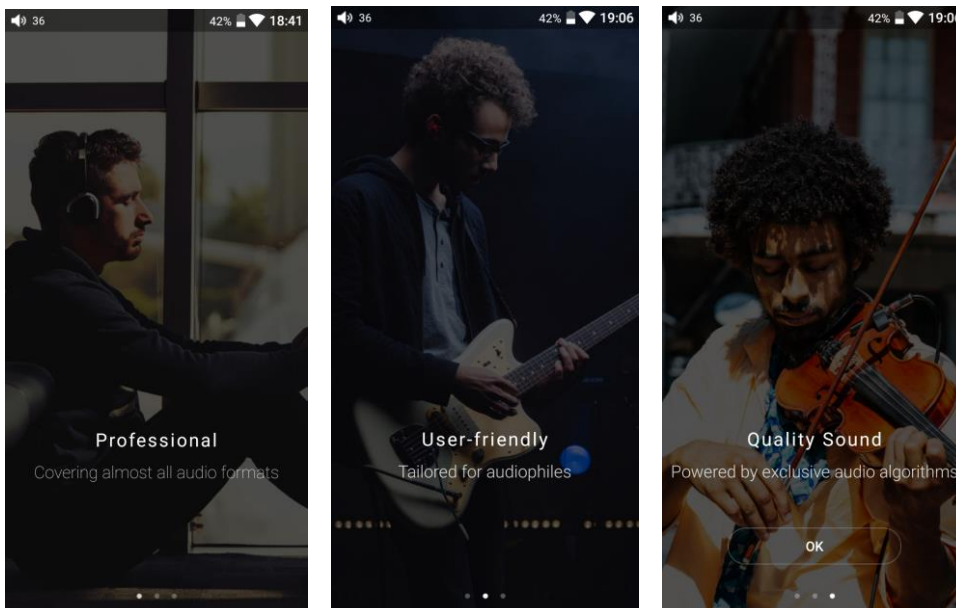 36 42% 18:41
Professional
Covering almost all audio formats
36 42% 19:06
User-friendly
Tailored for audiophiles
36 42% 19:06
Quality Sound
Powered by exclusive audio algorithms
OK